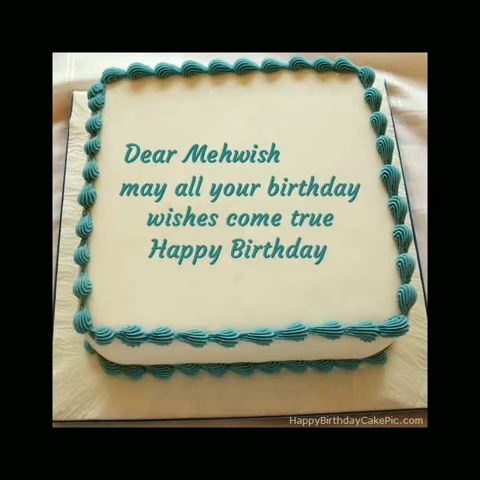 Dear Mehwish
may all your birthday
wishes come true
Happy Birthday
HappyBirthdayCakePic.com